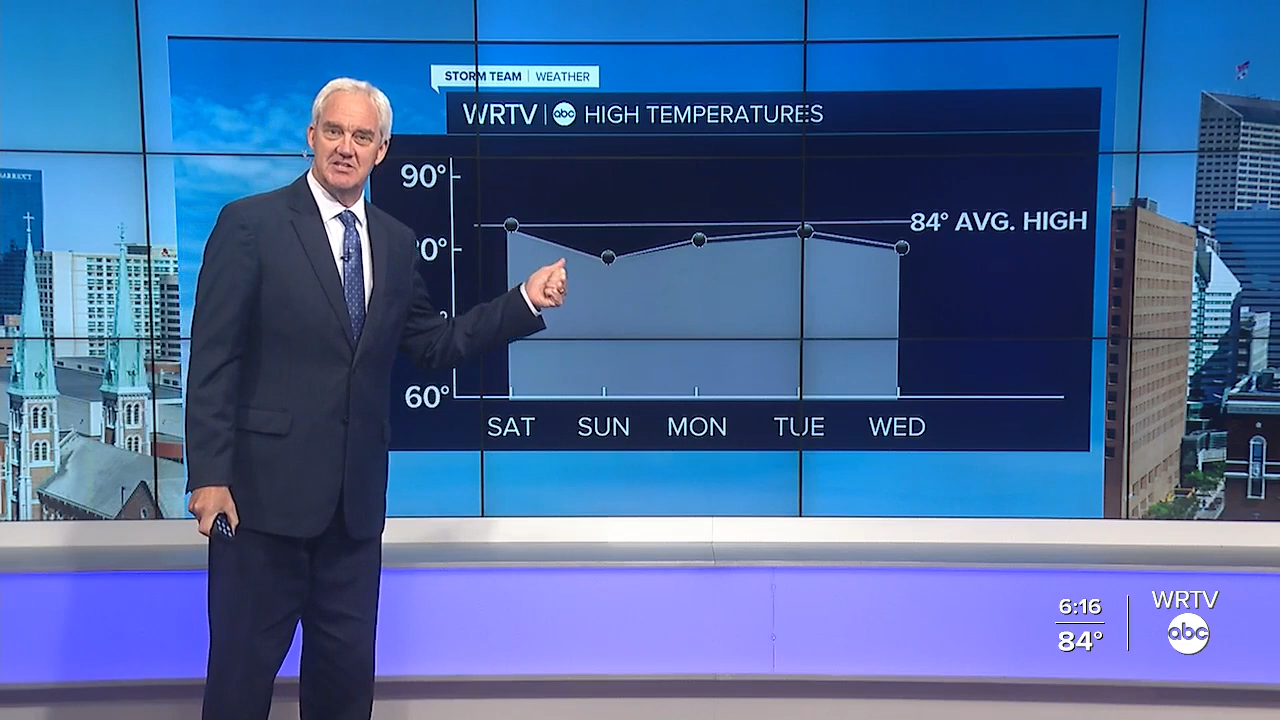 STORM TEAM | WEATHER
WRTV | abc HIGH TEMPERATURES
90°
84° AVG. HIGH
60°
SAT SUN MON TUE WED
6:16
84°
WRTV
abc